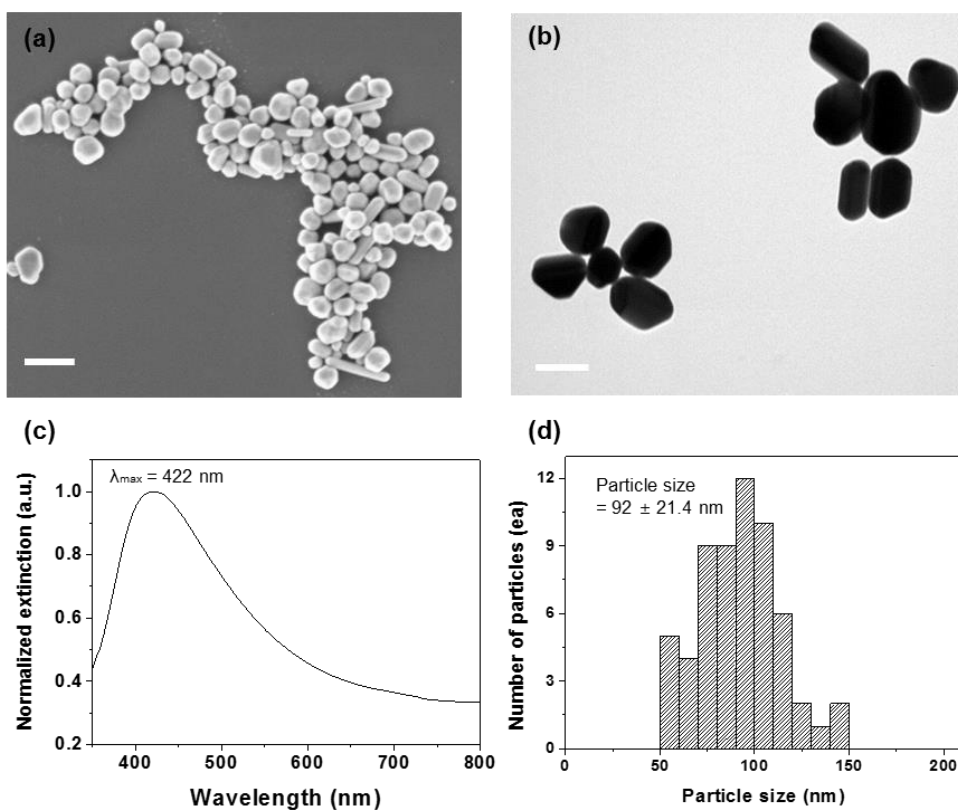 (a)
(b)
(c)
λmax = 422 nm
Normalized extinction (a.u.)
1.0
0.8
0.6
0.4
0.2
400
500
600
700
800
Wavelength (nm)
(d)
Particle size
= 92 ± 21.4 nm
Number of particles (ea)
12
9
6
3
0
0
50
100
150
200
Particle size (nm)